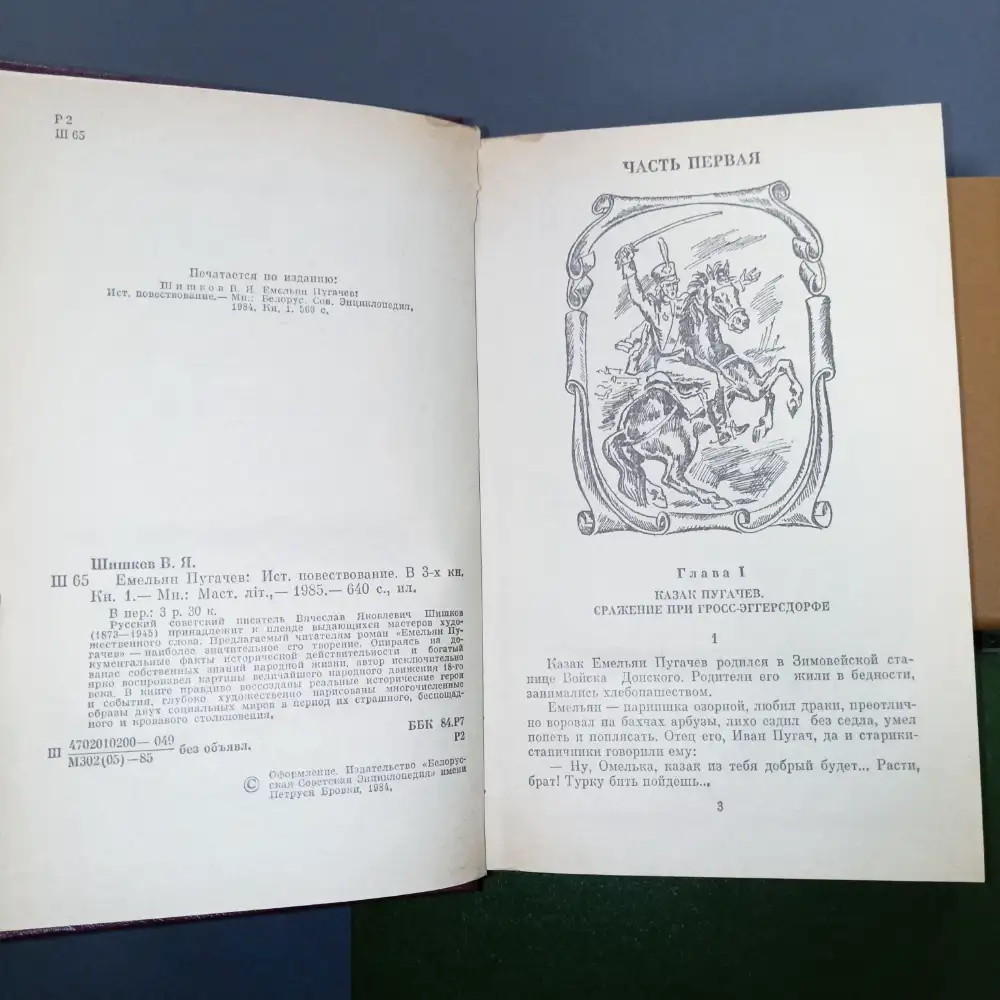 Р 2
Ш 65
Печатается по изданию:
Шишков В. Я. Емельян Пугачев:
Ист. повествование.— Мн.: Белорус. Сов. Энциклопедия,
1984, Кн. 1. 560 с.
Шишков В. Я.
Ш 65 Емельян Пугачев: Ист. повествование. В 3-х кн.
Кн. 1.— Мн.: Маст. літ.,— 1985.— 640 с., ил.
В пер.: 3 р. 30 к.
Русский советский писатель Вячеслав Яковлевич Шишков
(1873—1945) принадлежит к плеяде выдающихся мастеров худо-
жественного слова. Предлагаемый читателям роман «Емельян Пу-
гачев» — наиболее значительное его творение. Опираясь на до-
кументальные факты исторической действительности и богатый
запас собственных знаний народной жизни, автор исключительно
ярко воспроизвел картины величайшего народного движения 18-го
века. В книге правдиво воссозданы реальные исторические герои
и события, глубоко художественно нарисованы многочисленные
образы двух социальных миров в период их страшного, беспощад-
ного и кровавого столкновения.
Ш 4702010200—049 без объявл.
М302(05)—85
ББК 84.Р7
Р2
© Оформление. Издательство «Белорус-
ская Советская Энциклопедия» имени
Петруся Бровки, 1984.
ЧАСТЬ ПЕРВАЯ
Глава I
КАЗАК ПУГАЧЕВ.
СРАЖЕНИЕ ПРИ ГРОСС-ЭГГЕРСДОРФЕ
1
Казак Емельян Пугачев родился в Зимовейской ста-
нице Войска Донского. Родители его жили в бедности,
занимались хлебопашеством.
Емельян — парнишка озорной, любил драки, преотлич-
но воровал на бахчах арбузы, лихо ездил без седла, умел
попеть и поплясать. Отец его, Иван Пугач, да и старики-
станичники говорили ему:
— Ну, Омелька, казак из тебя добрый будет... Расти,
брат! Турку бить пойдешь...
3